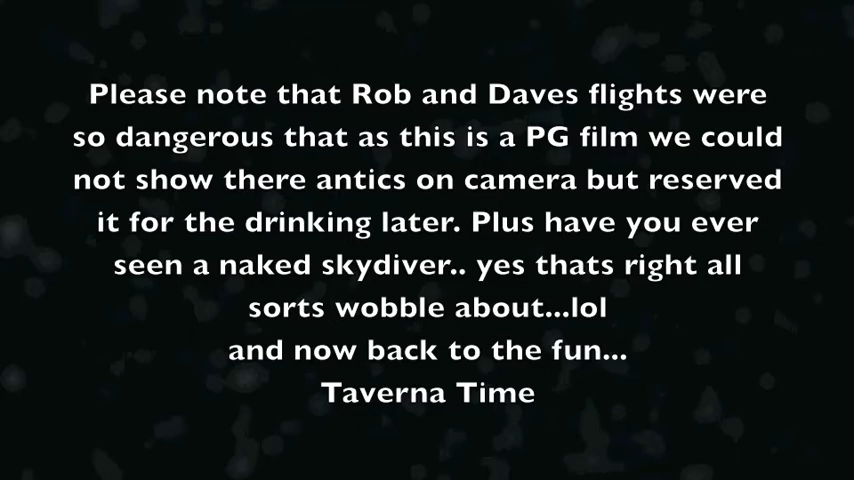 Please note that Rob and Daves flights were
so dangerous that as this is a PG film we could
not show there antics on camera but reserved
it for the drinking later. Plus have you ever
seen a naked skydiver.. yes thats right all
sorts wobble about...lol
and now back to the fun...
Taverna Time